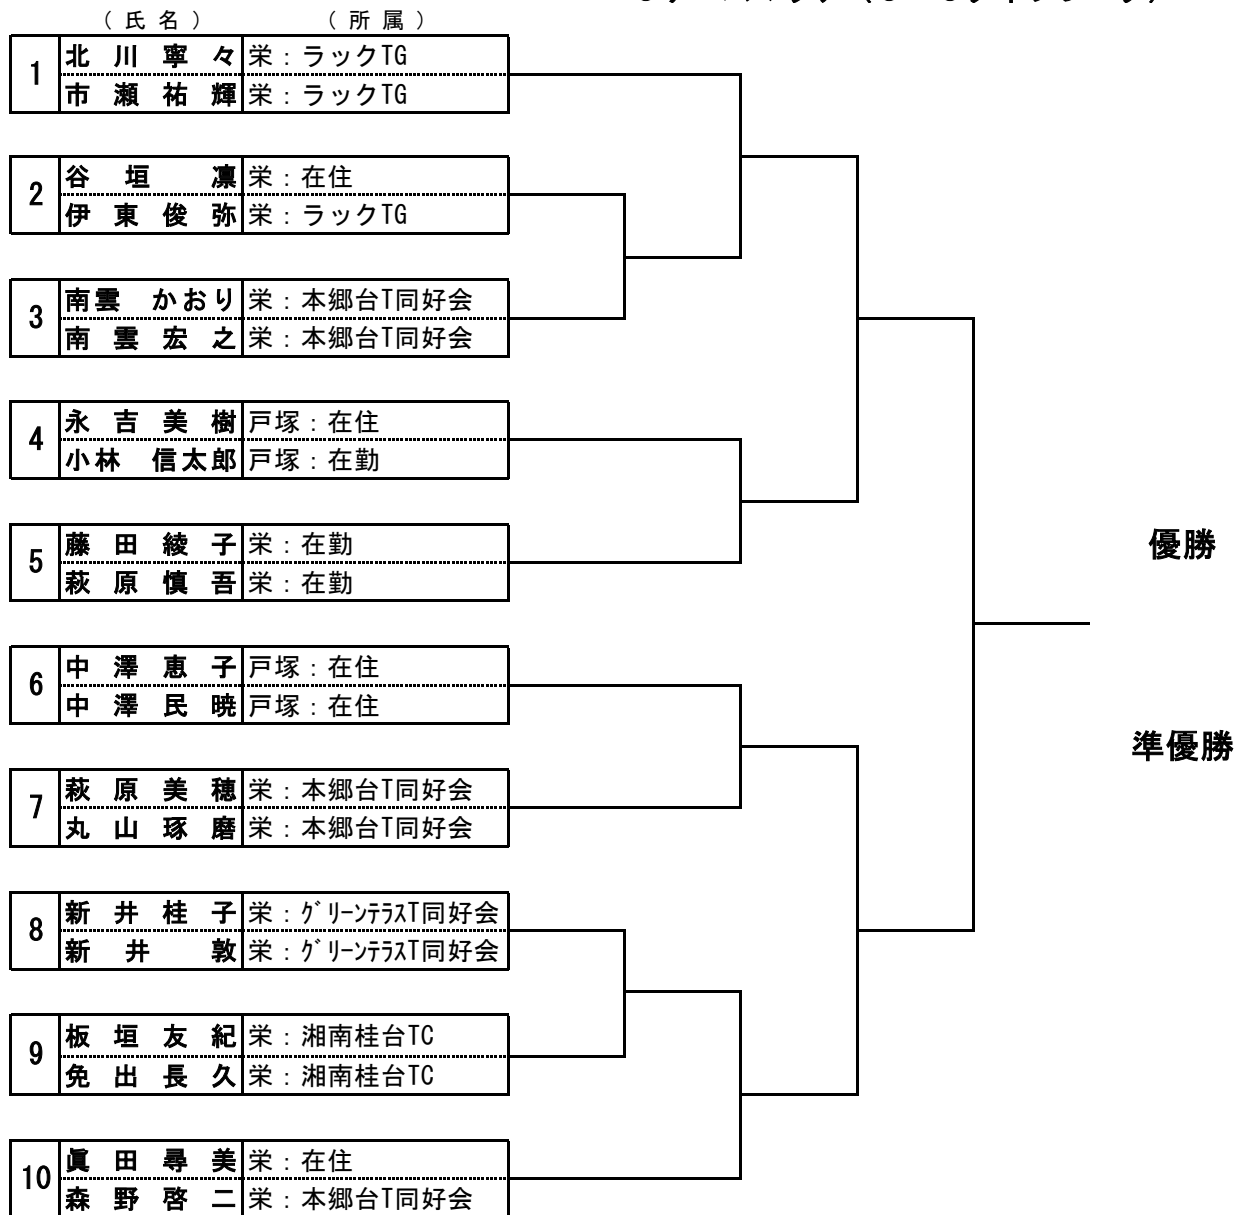 （氏名）（所属）
1 北川寧々 栄：ラックTG
市瀬祐輝 栄：ラックTG
2 谷垣 凛 栄：在住
伊東俊弥 栄：ラックTG
3 南雲 かおり 栄：本郷台T同好会
南雲宏之 栄：本郷台T同好会
4 永吉美樹 戸塚：在住
小林 信太郎 戸塚：在勤
5 藤田綾子 栄：在勤
萩原慎吾 栄：在勤
優勝
6 中澤恵子 戸塚：在住
中澤民暁 戸塚：在住
準優勝
7 萩原美穂 栄：本郷台T同好会
丸山琢磨 栄：本郷台T同好会
8 新井桂子 栄：ｸﾞﾘｰﾝﾃﾗｽT同好会
新井 敦 栄：ｸﾞﾘｰﾝﾃﾗｽT同好会
9 板垣友紀 栄：湘南桂台TC
免出長久 栄：湘南桂台TC
10 眞田尋美 栄：在住
森野啓二 栄：本郷台T同好会